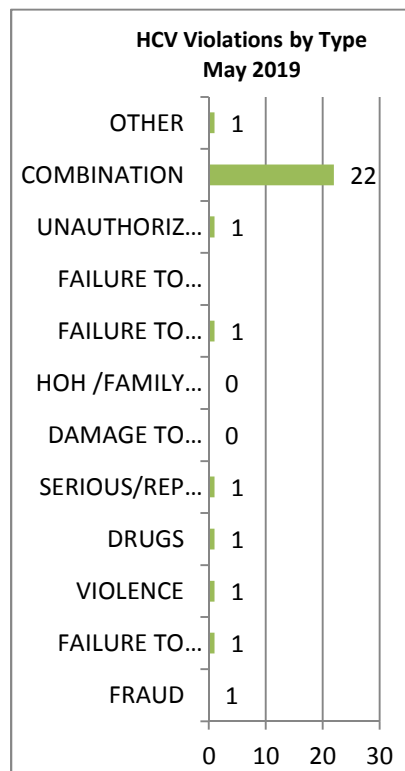 HCV Violations by Type
May 2019
OTHER 1
COMBINATION 22
UNAUTHORIZ... 1
FAILURE TO...
FAILURE TO... 1
HOH /FAMILY... 0
DAMAGE TO... 0
SERIOUS/REP... 1
DRUGS 1
VIOLENCE 1
FAILURE TO... 1
FRAUD 1
0 10 20 30